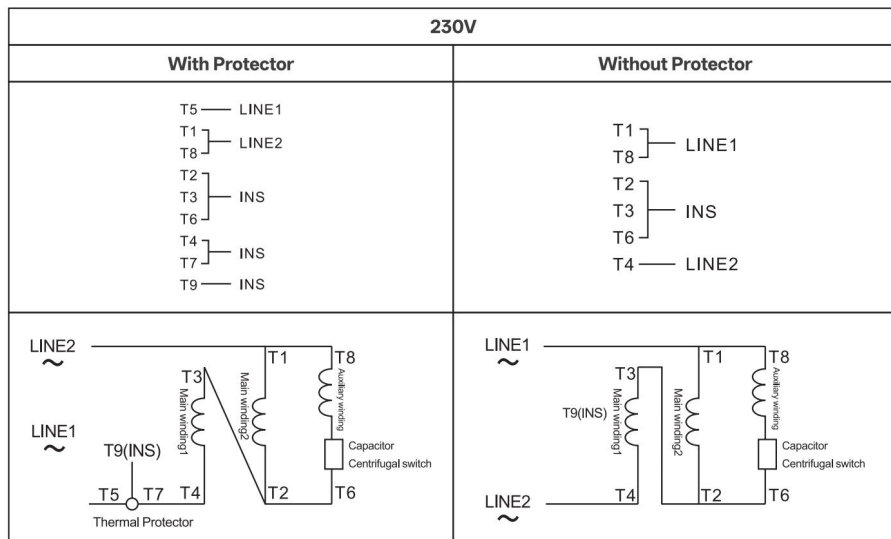 230V
With Protector
Without Protector
T5 LINE1
T1
T8
LINE2
T2
T3
T6
INS
T4
T7
INS
T9 INS
T1
T8
LINE1
T2
T3
T6
INS
T4 LINE2
LINE2
~
T1
T8
T3
Main winding1
Main winding2
Auxiliary winding
LINE1
~
T9(INS)
Capacitor
Centrifugal switch
T5
T7
T4
T2
T6
Thermal Protector
LINE1
~
T1
T8
T3
T9(INS)
Main winding1
Main winding2
Auxiliary winding
Capacitor
Centrifugal switch
LINE2
~
T4
T2
T6